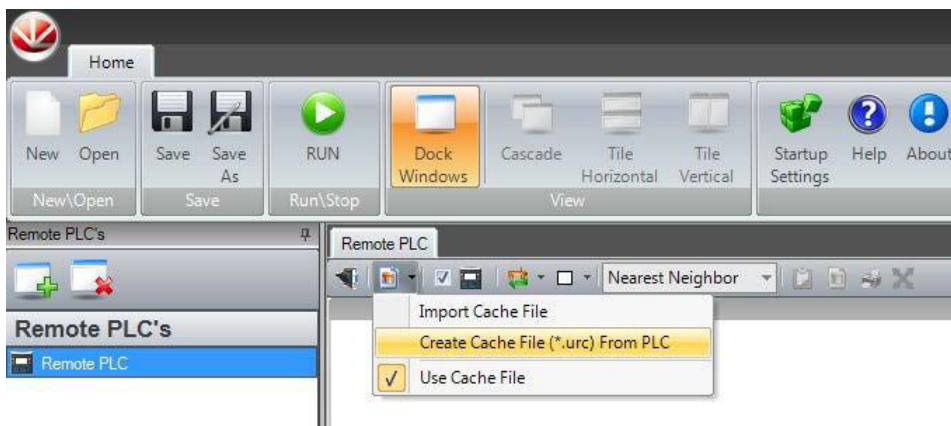 Home
New
Open
Save
Save As
RUN
Dock Windows
Cascade
Tile Horizontal
Tile Vertical
Startup Settings
Help
About
New\Open
Save
Run\Stop
View
Remote PLC's
Remote PLC
Nearest Neighbor
Remote PLC's
Remote PLC
Import Cache File
Create Cache File (*.urc) From PLC
Use Cache File